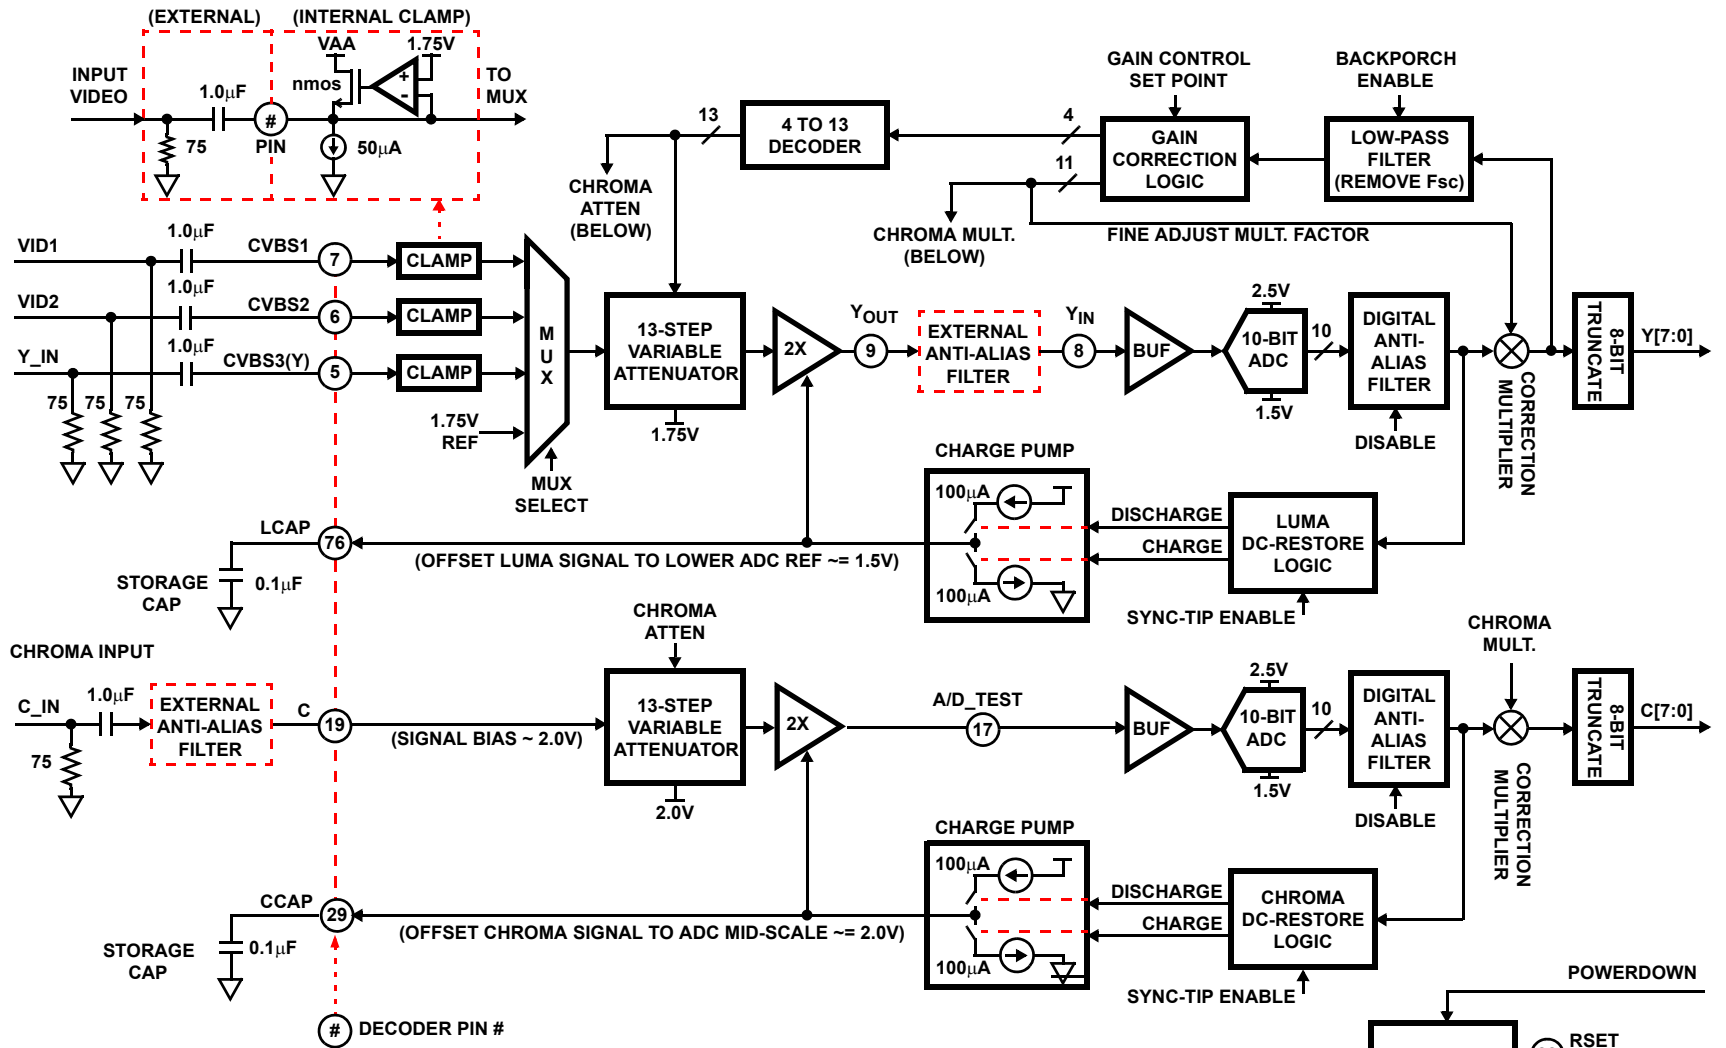 (EXTERNAL)
(INTERNAL CLAMP)
VAA
1.75V
INPUT
VIDEO
1.0µF
nmos
+
-
TO
MUX
#
PIN
75
50µA
GAIN CONTROL
SET POINT
BACKPORCH
ENABLE
13
4 TO 13
DECODER
4
11
GAIN
CORRECTION
LOGIC
LOW-PASS
FILTER
(REMOVE Fsc)
CHROMA
ATTEN
(BELOW)
CHROMA MULT.
(BELOW)
FINE ADJUST MULT. FACTOR
VID1
1.0µF
CVBS1
7
CLAMP
VID2
1.0µF
CVBS2
6
CLAMP
Y_IN
1.0µF
CVBS3(Y)
5
CLAMP
75
75
75
1.75V
REF
MUX
MUX
SELECT
13-STEP
VARIABLE
ATTENUATOR
1.75V
2X
YOUT
9
EXTERNAL
ANTI-ALIAS
FILTER
YIN
8
BUF
2.5V
10-BIT
ADC
1.5V
10
DIGITAL
ANTI-
ALIAS
FILTER
DISABLE
CORRECTION
MULTIPLIER
8-BIT
TRUNCATE
Y[7:0]
CHARGE PUMP
100µA
100µA
DISCHARGE
CHARGE
LUMA
DC-RESTORE
LOGIC
SYNC-TIP ENABLE
LCAP
76
(OFFSET LUMA SIGNAL TO LOWER ADC REF ~= 1.5V)
STORAGE
CAP
0.1µF
CHROMA
ATTEN
CHROMA
MULT.
CHROMA INPUT
C_IN
1.0µF
75
EXTERNAL
ANTI-ALIAS
FILTER
C
19
(SIGNAL BIAS ~ 2.0V)
13-STEP
VARIABLE
ATTENUATOR
2.0V
2X
A/D_TEST
17
BUF
2.5V
10-BIT
ADC
1.5V
10
DIGITAL
ANTI-
ALIAS
FILTER
DISABLE
CORRECTION
MULTIPLIER
8-BIT
TRUNCATE
C[7:0]
CHARGE PUMP
100µA
100µA
DISCHARGE
CHARGE
CHROMA
DC-RESTORE
LOGIC
SYNC-TIP ENABLE
CCAP
29
(OFFSET CHROMA SIGNAL TO ADC MID-SCALE ~= 2.0V)
STORAGE
CAP
0.1µF
# DECODER PIN #
POWERDOWN
RSET